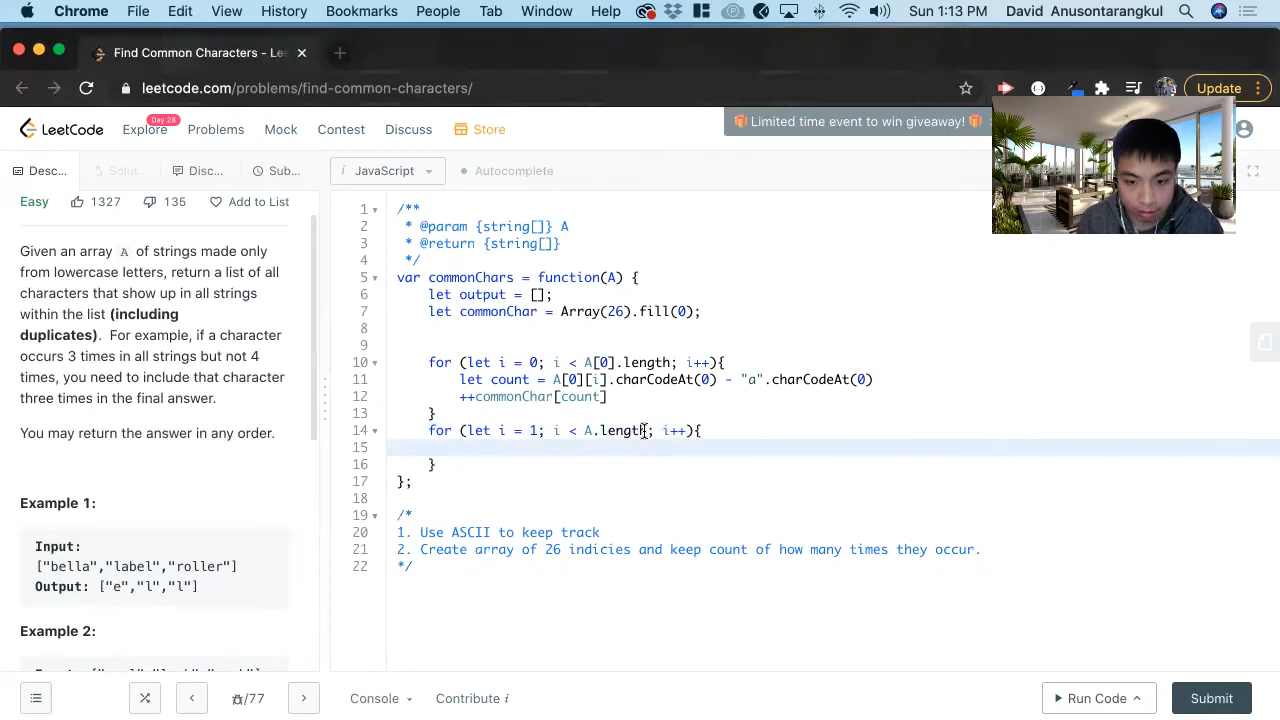 Chrome File Edit View History Bookmarks People Tab Window Help Sun 1:13 PM David Anusontarangkul
Find Common Characters - Lee
leetcode.com/problems/find-common-characters/ Update
LeetCode Explore Day 28 Problems Mock Contest Discuss Store
🎁 Limited time event to win giveaway! 🎁
Desc... Solut... Disc... Sub...
i JavaScript Autocomplete
Easy 1327 135 Add to List
Given an array A of strings made only
from lowercase letters, return a list of all
characters that show up in all strings
within the list (including
duplicates). For example, if a character
occurs 3 times in all strings but not 4
times, you need to include that character
three times in the final answer.
You may return the answer in any order.
Example 1:
Input:
["bella","label","roller"]
Output: ["e","l","l"]
Example 2:
1 /**
2 * @param {string[]} A
3 * @return {string[]}
4 */
5 var commonChars = function(A) {
6 let output = [];
7 let commonChar = Array(26).fill(0);
8
9
10 for (let i = 0; i < A[0].length; i++){
11 let count = A[0][i].charCodeAt(0) - "a".charCodeAt(0)
12 ++commonChar[count]
13 }
14 for (let i = 1; i < A.length; i++){
15
16 }
17 };
18
19 /*
20 1. Use ASCII to keep track
21 2. Create array of 26 indicies and keep count of how many times they occur.
22 */
/77 Console Contribute i Run Code Submit